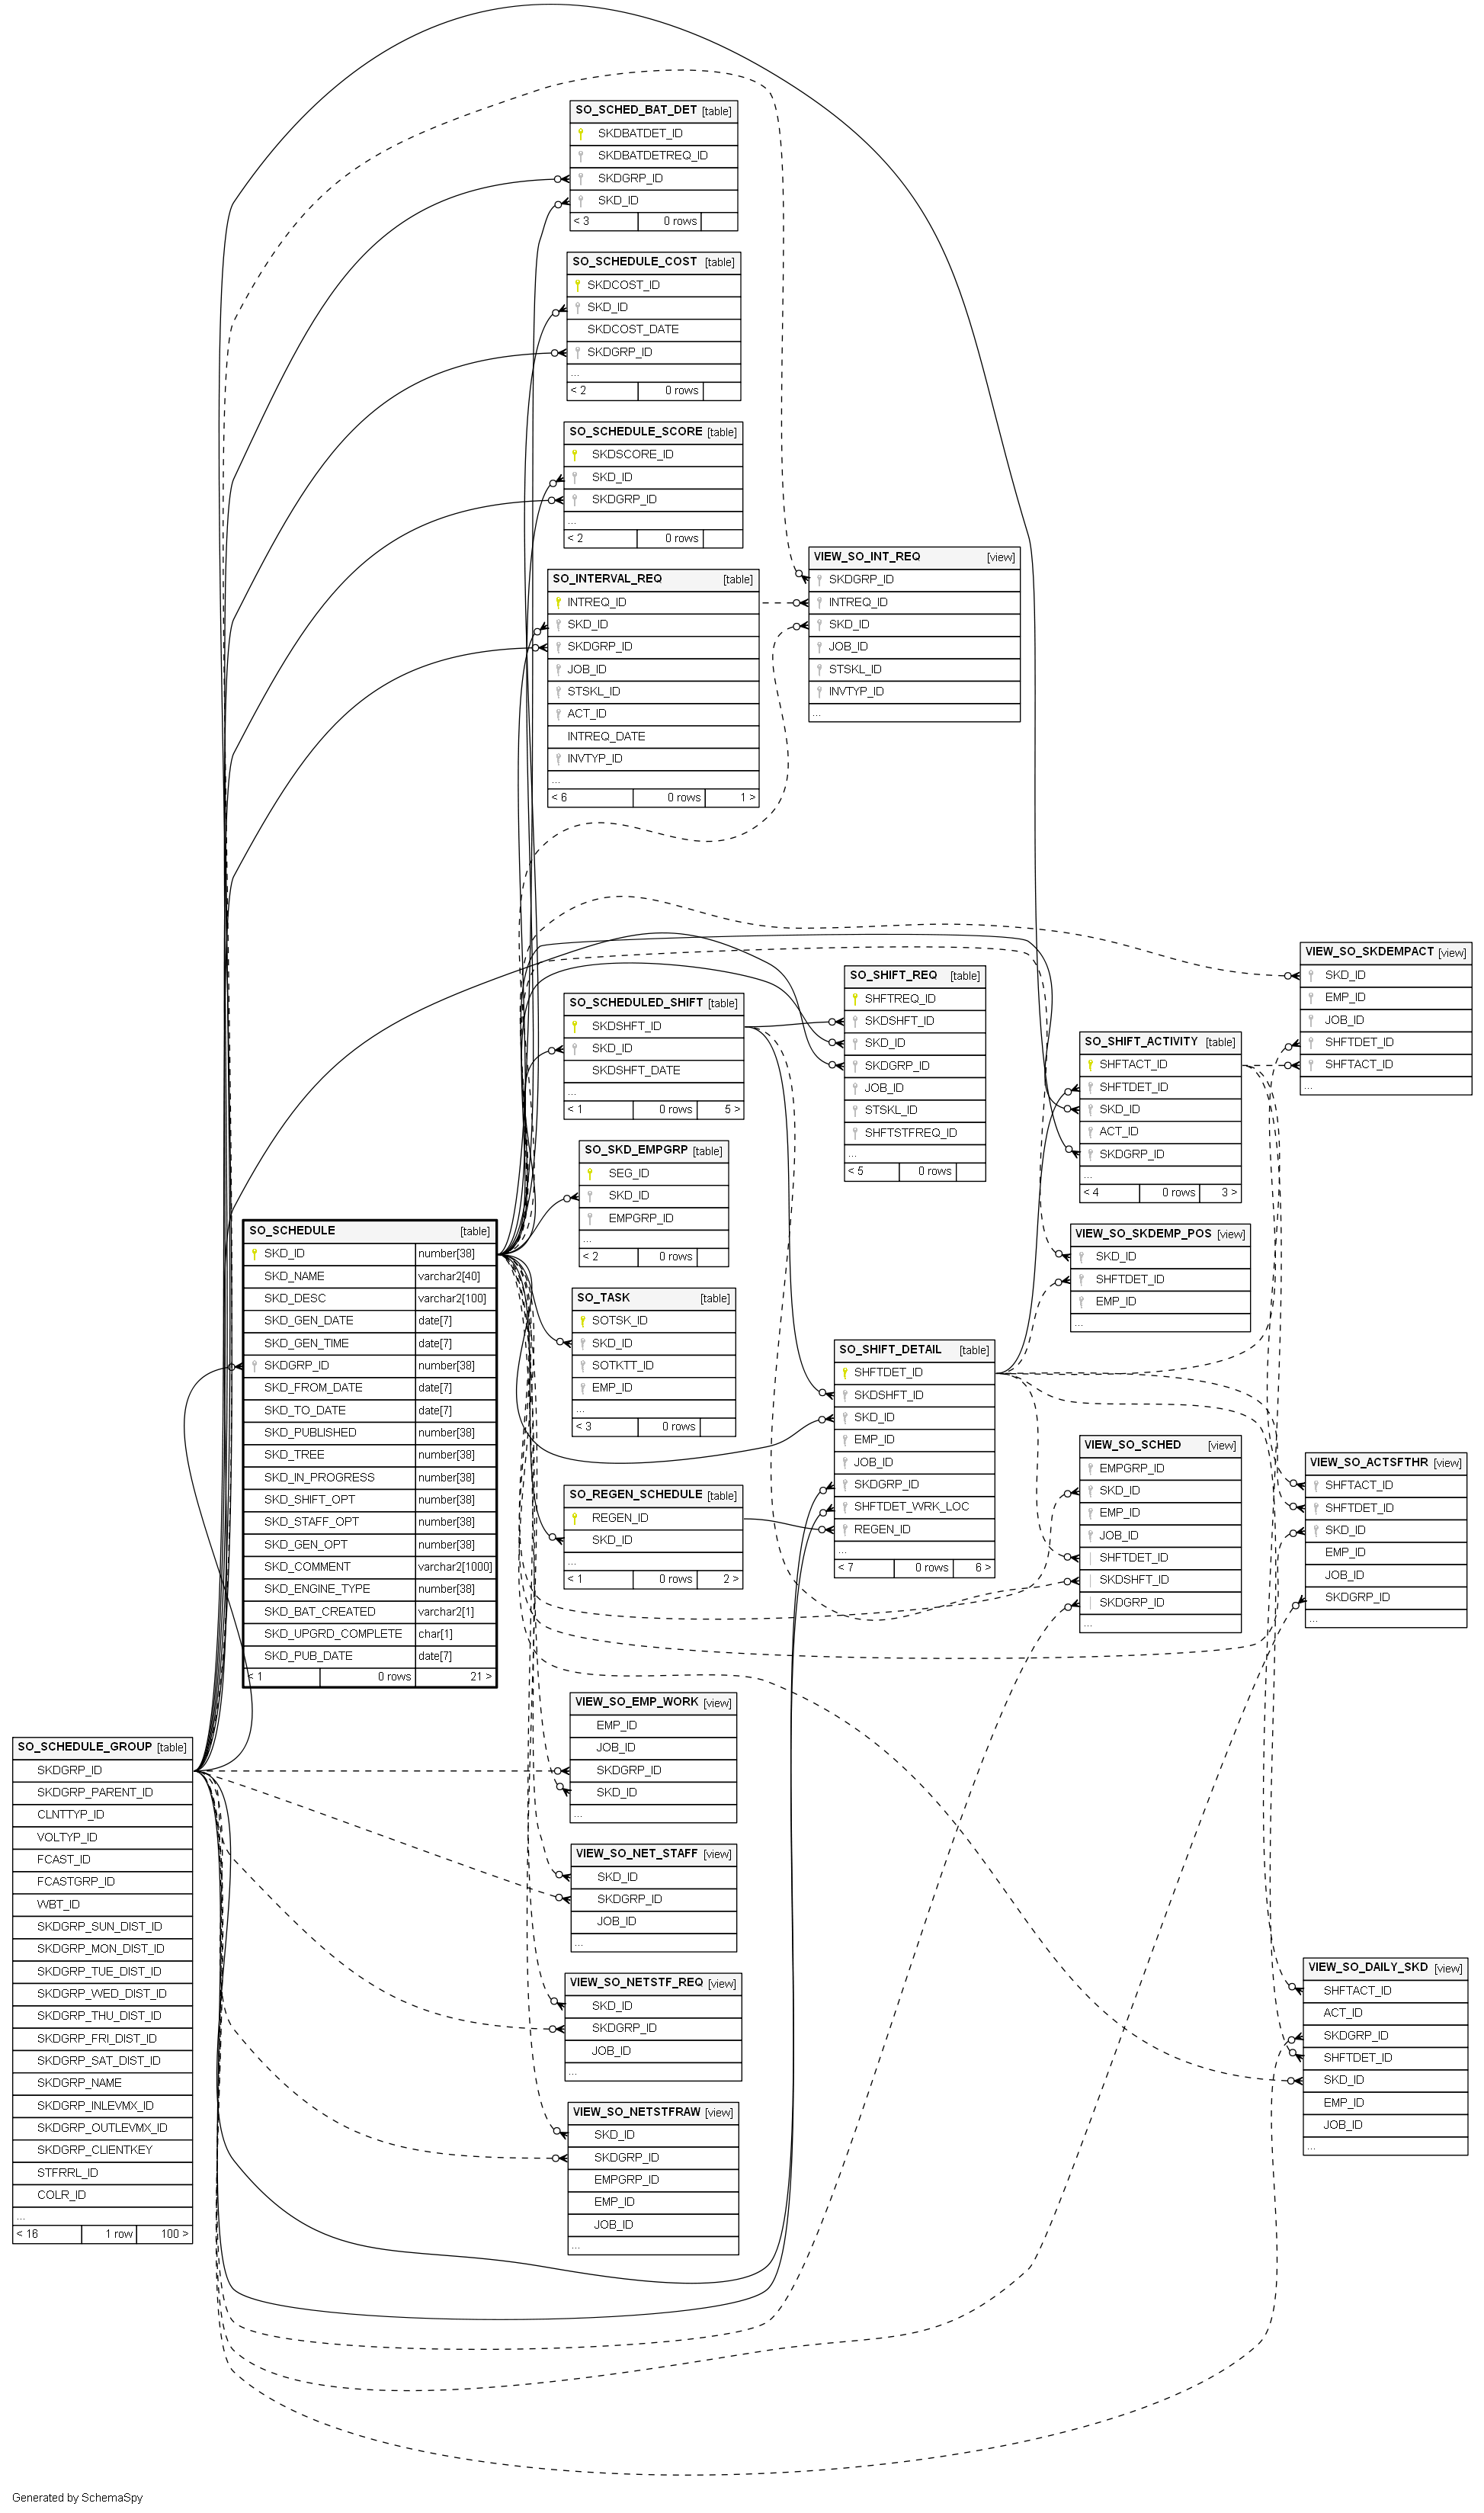 SO_SCHED_BAT_DET [table]
SKDBATDET_ID
SKDBATDETREQ_ID
SKDGRP_ID
SKD_ID
< 3 0 rows
SO_SCHEDULE_COST [table]
SKDCOST_ID
SKD_ID
SKDCOST_DATE
SKDGRP_ID
...
< 2 0 rows
SO_SCHEDULE_SCORE [table]
SKDSCORE_ID
SKD_ID
SKDGRP_ID
...
< 2 0 rows
VIEW_SO_INT_REQ [view]
SKDGRP_ID
INTREQ_ID
SKD_ID
JOB_ID
STSKL_ID
INVTYP_ID
...
SO_INTERVAL_REQ [table]
INTREQ_ID
SKD_ID
SKDGRP_ID
JOB_ID
STSKL_ID
ACT_ID
INTREQ_DATE
INVTYP_ID
...
< 6 0 rows 1 >
VIEW_SO_SKDEMPACT [view]
SKD_ID
EMP_ID
JOB_ID
SHFTDET_ID
SHFTACT_ID
...
SO_SHIFT_REQ [table]
SHFTREQ_ID
SKDSHFT_ID
SKD_ID
SKDGRP_ID
JOB_ID
STSKL_ID
SHFTSTFREQ_ID
...
< 5 0 rows
SO_SCHEDULED_SHIFT [table]
SKDSHFT_ID
SKD_ID
SKDSHFT_DATE
...
< 1 0 rows 5 >
SO_SHIFT_ACTIVITY [table]
SHFTACT_ID
SHFTDET_ID
SKD_ID
ACT_ID
SKDGRP_ID
...
< 4 0 rows 3 >
SO_SKD_EMPGRP [table]
SEG_ID
SKD_ID
EMPGRP_ID
...
< 2 0 rows
SO_SCHEDULE [table]
SKD_ID number[38]
SKD_NAME varchar2[40]
SKD_DESC varchar2[100]
SKD_GEN_DATE date[7]
SKD_GEN_TIME date[7]
SKDGRP_ID number[38]
SKD_FROM_DATE date[7]
SKD_TO_DATE date[7]
SKD_PUBLISHED number[38]
SKD_TREE number[38]
SKD_IN_PROGRESS number[38]
SKD_SHIFT_OPT number[38]
SKD_STAFF_OPT number[38]
SKD_GEN_OPT number[38]
SKD_COMMENT varchar2[1000]
SKD_ENGINE_TYPE number[38]
SKD_BAT_CREATED varchar2[1]
SKD_UPGRD_COMPLETE char[1]
SKD_PUB_DATE date[7]
< 1 0 rows 21 >
VIEW_SO_SKDEMP_POS [view]
SKD_ID
SHFTDET_ID
EMP_ID
...
SO_TASK [table]
SOTSK_ID
SKD_ID
SOTKTT_ID
EMP_ID
...
< 3 0 rows
SO_SHIFT_DETAIL [table]
SHFTDET_ID
SKDSHFT_ID
SKD_ID
EMP_ID
JOB_ID
SKDGRP_ID
SHFTDET_WRK_LOC
REGEN_ID
...
< 7 0 rows 6 >
VIEW_SO_SCHED [view]
EMPGRP_ID
SKD_ID
EMP_ID
JOB_ID
SHFTDET_ID
SKDSHFT_ID
SKDGRP_ID
...
VIEW_SO_ACTSFTHR [view]
SHFTACT_ID
SHFTDET_ID
SKD_ID
EMP_ID
JOB_ID
SKDGRP_ID
...
SO_REGEN_SCHEDULE [table]
REGEN_ID
SKD_ID
...
< 1 0 rows 2 >
VIEW_SO_EMP_WORK [view]
EMP_ID
JOB_ID
SKDGRP_ID
SKD_ID
...
SO_SCHEDULE_GROUP [table]
SKDGRP_ID
SKDGRP_PARENT_ID
CLNTTYP_ID
VOLTYP_ID
FCAST_ID
FCASTGRP_ID
WBT_ID
SKDGRP_SUN_DIST_ID
SKDGRP_MON_DIST_ID
SKDGRP_TUE_DIST_ID
SKDGRP_WED_DIST_ID
SKDGRP_THU_DIST_ID
SKDGRP_FRI_DIST_ID
SKDGRP_SAT_DIST_ID
SKDGRP_NAME
SKDGRP_INLEVMX_ID
SKDGRP_OUTLEVMX_ID
SKDGRP_CLIENTKEY
STFRRL_ID
COLR_ID
...
< 16 1 row 100 >
VIEW_SO_NET_STAFF [view]
SKD_ID
SKDGRP_ID
JOB_ID
...
VIEW_SO_NETSTF_REQ [view]
SKD_ID
SKDGRP_ID
JOB_ID
...
VIEW_SO_DAILY_SKD [view]
SHFTACT_ID
ACT_ID
SKDGRP_ID
SHFTDET_ID
SKD_ID
EMP_ID
JOB_ID
...
VIEW_SO_NETSTFRAW [view]
SKD_ID
SKDGRP_ID
EMPGRP_ID
EMP_ID
JOB_ID
...
Generated by SchemaSpy